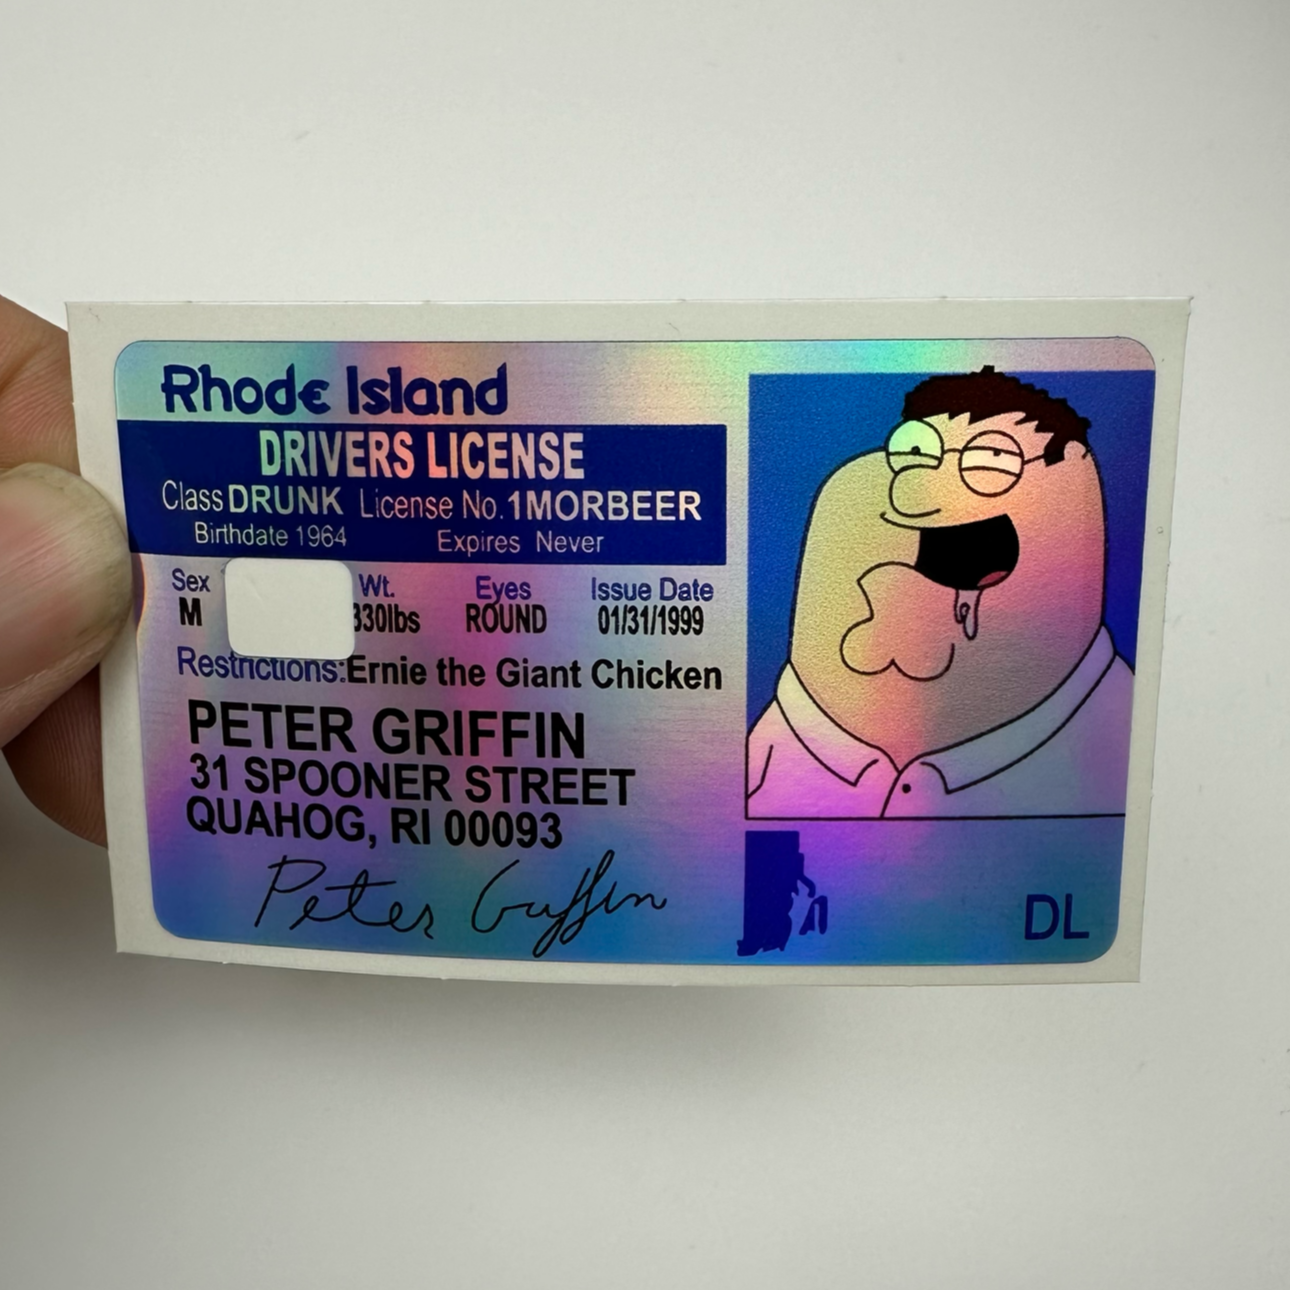 Rhode Island
DRIVERS LICENSE
Class DRUNK License No. 1MORBEER
Birthdate 1964 Expires Never
Sex Wt. Eyes Issue Date
M 330lbs ROUND 01/31/1999
Restrictions:Ernie the Giant Chicken
PETER GRIFFIN
31 SPOONER STREET
QUAHOG, RI 00093
Peter Griffin
DL